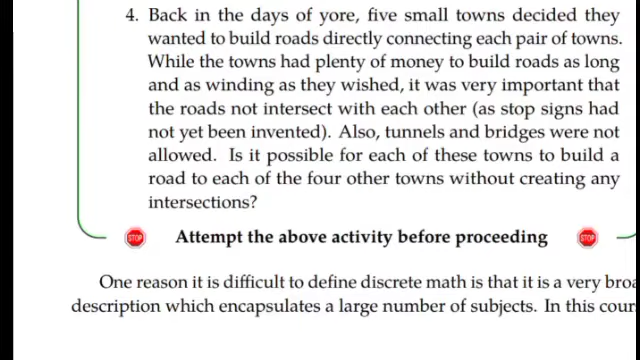 4. Back in the days of yore, five small towns decided they
wanted to build roads directly connecting each pair of towns.
While the towns had plenty of money to build roads as long
and as winding as they wished, it was very important that
the roads not intersect with each other (as stop signs had
not yet been invented). Also, tunnels and bridges were not
allowed. Is it possible for each of these towns to build a
road to each of the four other towns without creating any
intersections?
STOP Attempt the above activity before proceeding STOP
One reason it is difficult to define discrete math is that it is a very broa
description which encapsulates a large number of subjects. In this cour